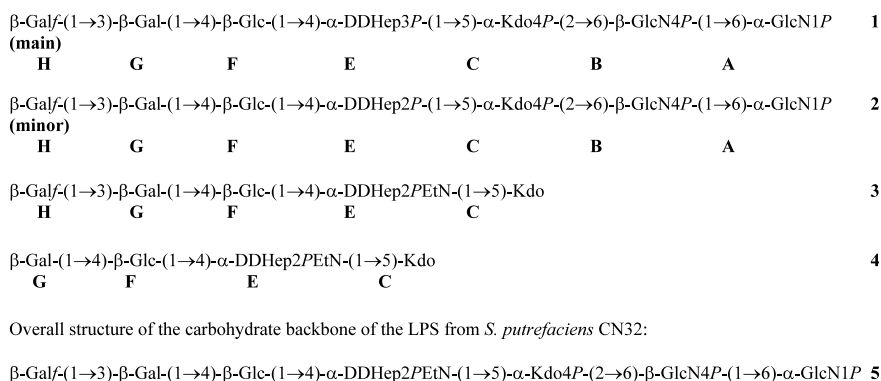 β-Galf-(1→3)-β-Gal-(1→4)-β-Glc-(1→4)-α-DDHep3P-(1→5)-α-Kdo4P-(2→6)-β-GlcN4P-(1→6)-α-GlcN1P 1
(main)
H G F E C B A
β-Galf-(1→3)-β-Gal-(1→4)-β-Glc-(1→4)-α-DDHep2P-(1→5)-α-Kdo4P-(2→6)-β-GlcN4P-(1→6)-α-GlcN1P 2
(minor)
H G F E C B A
β-Galf-(1→3)-β-Gal-(1→4)-β-Glc-(1→4)-α-DDHep2PEtN-(1→5)-Kdo 3
H G F E C
β-Gal-(1→4)-β-Glc-(1→4)-α-DDHep2PEtN-(1→5)-Kdo 4
G F E C
Overall structure of the carbohydrate backbone of the LPS from S. putrefaciens CN32:
β-Galf-(1→3)-β-Gal-(1→4)-β-Glc-(1→4)-α-DDHep2PEtN-(1→5)-α-Kdo4P-(2→6)-β-GlcN4P-(1→6)-α-GlcN1P 5